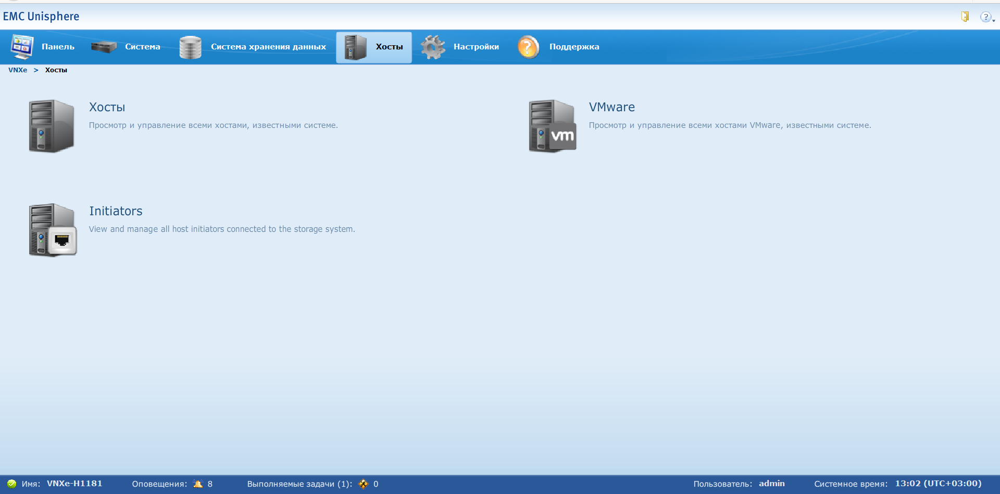 EMC Unisphere
Панель Система Система хранения данных Хосты Настройки Поддержка
VNXe > Хосты
Хосты
Просмотр и управление всеми хостами, известными системе.
VMware
Просмотр и управление всеми хостами VMware, известными системе.
vm
Initiators
View and manage all host initiators connected to the storage system.
Имя: VNXe-H1181 Оповещения: 8 Выполняемые задачи (1): 0 Пользователь: admin Системное время: 13:02 (UTC+03:00)